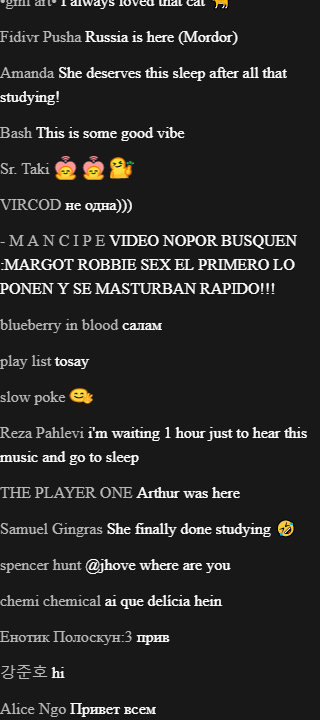 •gmi art• I always loved that cat
Fidivr Pusha Russia is here (Mordor)
Amanda She deserves this sleep after all that
studying!
Bash This is some good vibe
Sr. Taki
VIRCOD не одна)))
- M A N C I P E VIDEO NOPOR BUSQUEN
:MARGOT ROBBIE SEX EL PRIMERO LO
PONEN Y SE MASTURBAN RAPIDO!!!
blueberry in blood салам
play list tosay
slow poke
Reza Pahlevi i'm waiting 1 hour just to hear this
music and go to sleep
THE PLAYER ONE Arthur was here
Samuel Gingras She finally done studying 🤣
spencer hunt @jhove where are you
chemi chemical ai que delícia hein
Енотик Полоскун:3 прив
강준호 hi
Alice Ngo Привет всем